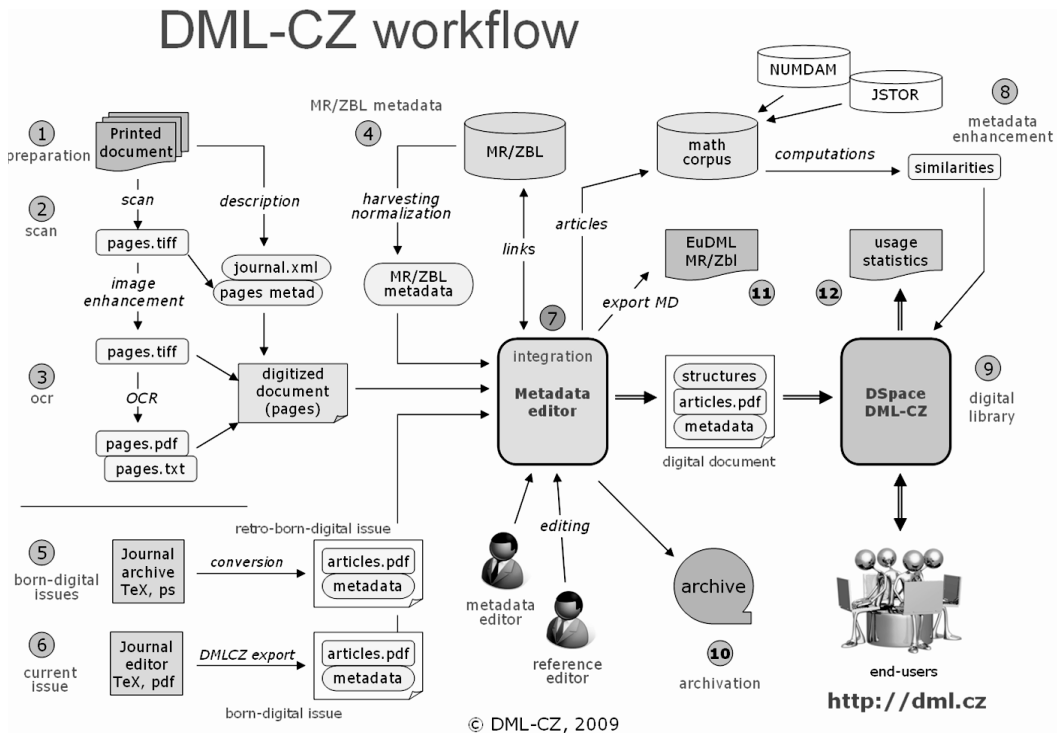 DML-CZ workflow
NUMDAM
JSTOR
MR/ZBL metadata
8
metadata
enhancement
1
preparation
Printed
document
4
MR/ZBL
math
corpus
computations
similarities
2
scan
scan
description
harvesting
normalization
links
articles
pages.tiff
journal.xml
pages metad
MR/ZBL
metadata
EuDML
MR/Zbl
usage
statistics
image
enhancement
export MD
11
12
7
pages.tiff
integration
Metadata
editor
3
ocr
OCR
digitized
document
(pages)
structures
articles.pdf
metadata
digital document
DSpace
DML-CZ
9
digital
library
pages.pdf
pages.txt
retro-born-digital issue
5
born-digital
issues
Journal
archive
TeX, ps
conversion
articles.pdf
metadata
editing
metadata
editor
archive
6
current
issue
Journal
editor
TeX, pdf
DMLCZ export
articles.pdf
metadata
born-digital issue
reference
editor
10
archivation
end-users
http://dml.cz
© DML-CZ, 2009